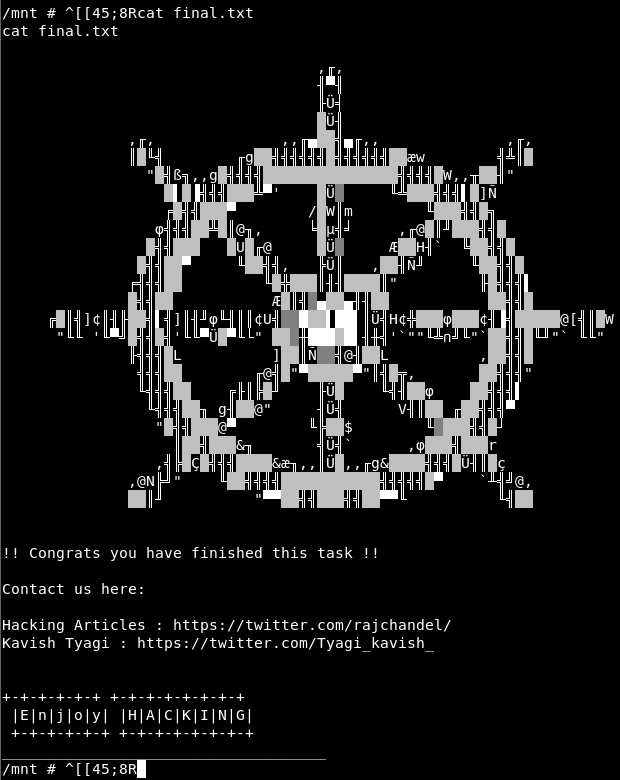 /mnt # ^[[45;8Rcat final.txt
cat final.txt
!! Congrats you have finished this task !!
Contact us here:
Hacking Articles : https://twitter.com/rajchandel/
Kavish Tyagi : https://twitter.com/Tyagi_kavish_
+-+-+-+-+-+ +-+-+-+-+-+-+-+
|E|n|j|o|y| |H|A|C|K|I|N|G|
+-+-+-+-+-+ +-+-+-+-+-+-+-+
____________________________________
/mnt # ^[[45;8R